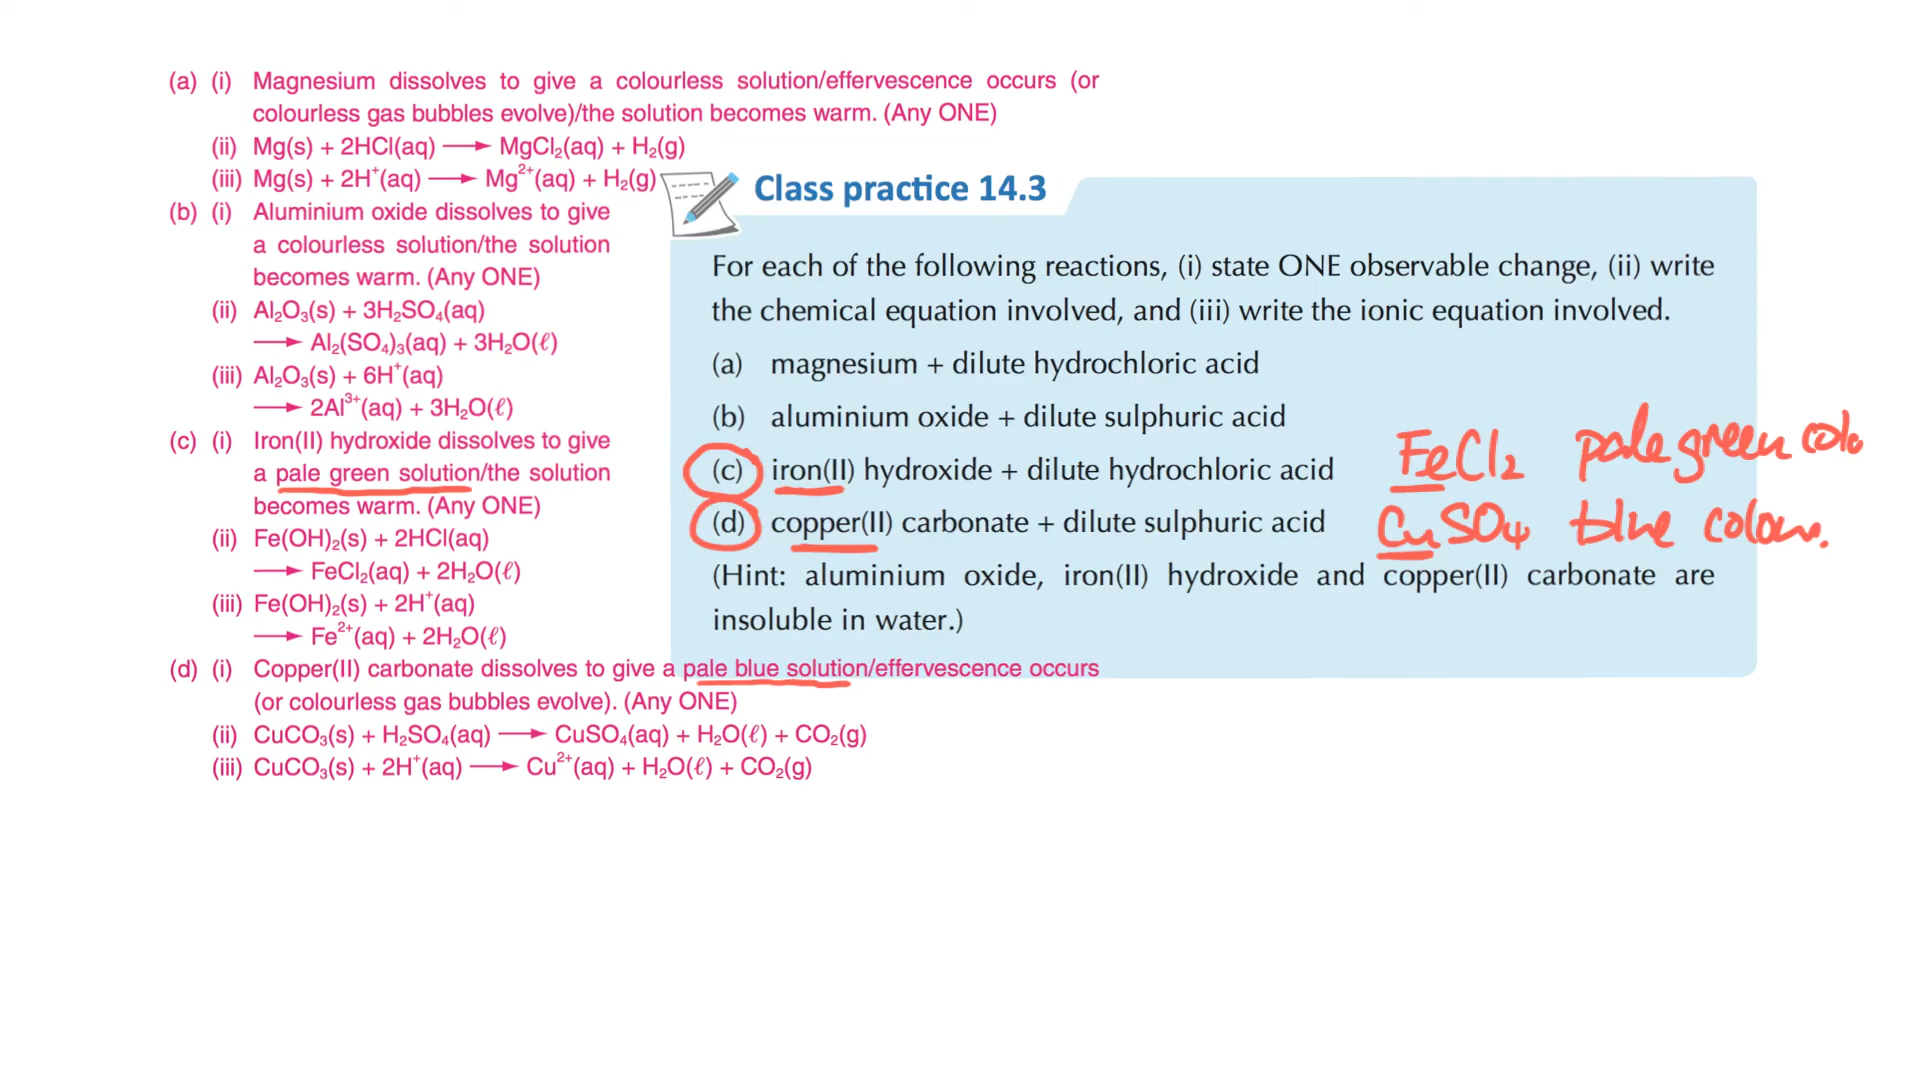 (a) (i) Magnesium dissolves to give a colourless solution/effervescence occurs (or
colourless gas bubbles evolve)/the solution becomes warm. (Any ONE)
(ii) Mg(s) + 2HCl(aq) ⟶ MgCl₂(aq) + H₂(g)
(iii) Mg(s) + 2H⁺(aq) ⟶ Mg²⁺(aq) + H₂(g)
(b) (i) Aluminium oxide dissolves to give
a colourless solution/the solution
becomes warm. (Any ONE)
(ii) Al₂O₃(s) + 3H₂SO₄(aq)
⟶ Al₂(SO₄)₃(aq) + 3H₂O(ℓ)
(iii) Al₂O₃(s) + 6H⁺(aq)
⟶ 2Al³⁺(aq) + 3H₂O(ℓ)
(c) (i) Iron(II) hydroxide dissolves to give
a pale green solution/the solution
becomes warm. (Any ONE)
(ii) Fe(OH)₂(s) + 2HCl(aq)
⟶ FeCl₂(aq) + 2H₂O(ℓ)
(iii) Fe(OH)₂(s) + 2H⁺(aq)
⟶ Fe²⁺(aq) + 2H₂O(ℓ)
(d) (i) Copper(II) carbonate dissolves to give a pale blue solution/effervescence occurs
(or colourless gas bubbles evolve). (Any ONE)
(ii) CuCO₃(s) + H₂SO₄(aq) ⟶ CuSO₄(aq) + H₂O(ℓ) + CO₂(g)
(iii) CuCO₃(s) + 2H⁺(aq) ⟶ Cu²⁺(aq) + H₂O(ℓ) + CO₂(g)
Class practice 14.3
For each of the following reactions, (i) state ONE observable change, (ii) write
the chemical equation involved, and (iii) write the ionic equation involved.
(a) magnesium + dilute hydrochloric acid
(b) aluminium oxide + dilute sulphuric acid
(c) iron(II) hydroxide + dilute hydrochloric acid
FeCl₂ pale green colo
(d) copper(II) carbonate + dilute sulphuric acid
CuSO₄ blue colour.
(Hint: aluminium oxide, iron(II) hydroxide and copper(II) carbonate are
insoluble in water.)